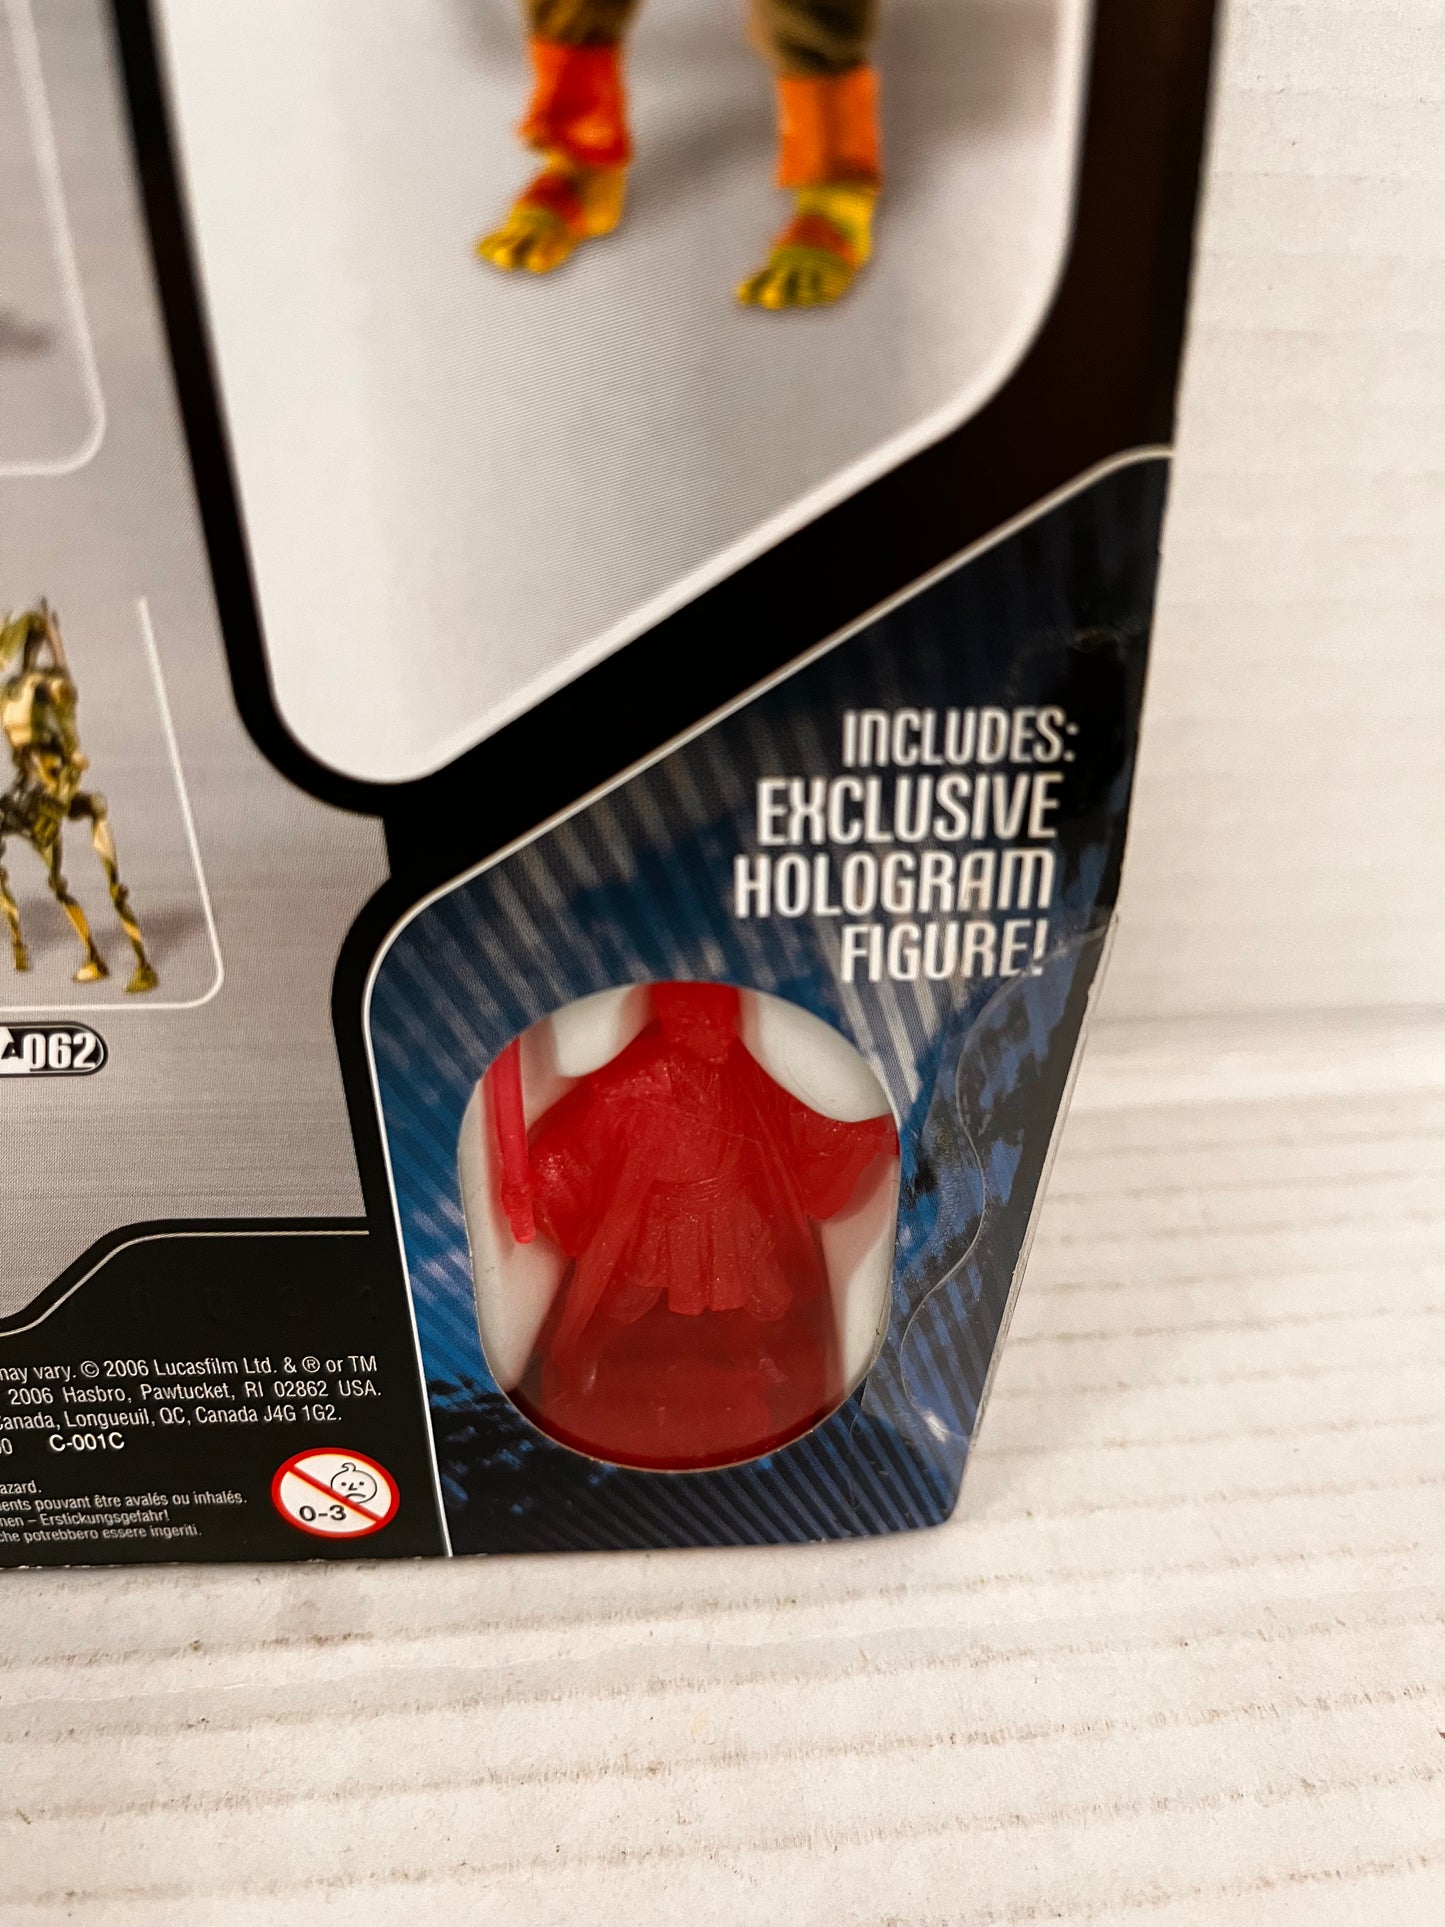 INCLUDES:
EXCLUSIVE
HOLOGRAM
FIGURE!
062
may vary. © 2006 Lucasfilm Ltd. & ® or TM
2006 Hasbro, Pawtucket, RI 02862 USA.
Canada, Longueuil, QC, Canada J4G 1G2.
0 C-001C
azard.
ents pouvant être avalés ou inhalés.
nen – Erstickungsgefahr!
che potrebbero essere ingeriti.
0-3